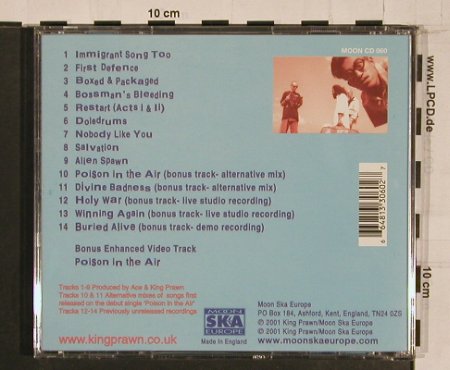 10 cm
MOON CD 060
1 Immigrant Song Too
2 First Defence
3 Boxed & Packaged
4 Bossman's Bleeding
5 Restart (Acts I & II)
6 Doledrums
7 Nobody Like You
8 Salvation
9 Alien Spawn
10 Poison in the Air (bonus track- alternative mix)
11 Divine Badness (bonus track- alternative mix)
12 Holy War (bonus track- live studio recording)
13 Winning Again (bonus track- live studio recording)
14 Buried Alive (bonus track- demo recording)
Bonus Enhanced Video Track
Poison in the Air
Tracks 1-9 Produced by Ace & King Prawn
Tracks 10 & 11 Alternative mixes of songs first
released on the debut single 'Poison In the Air'
Tracks 12-14 Previously unreleased recordings
www.kingprawn.co.uk
MOON
SKA
EUROPE
Made in England
Moon Ska Europe
PO Box 184, Ashford, Kent, England, TN24 0ZS
℗ 2001 King Prawn/Moon Ska Europe
© 2001 King Prawn/Moon Ska Europe
www.moonskaeurope.com
6 64813 30602 7
www.LPCD.de
10 cm